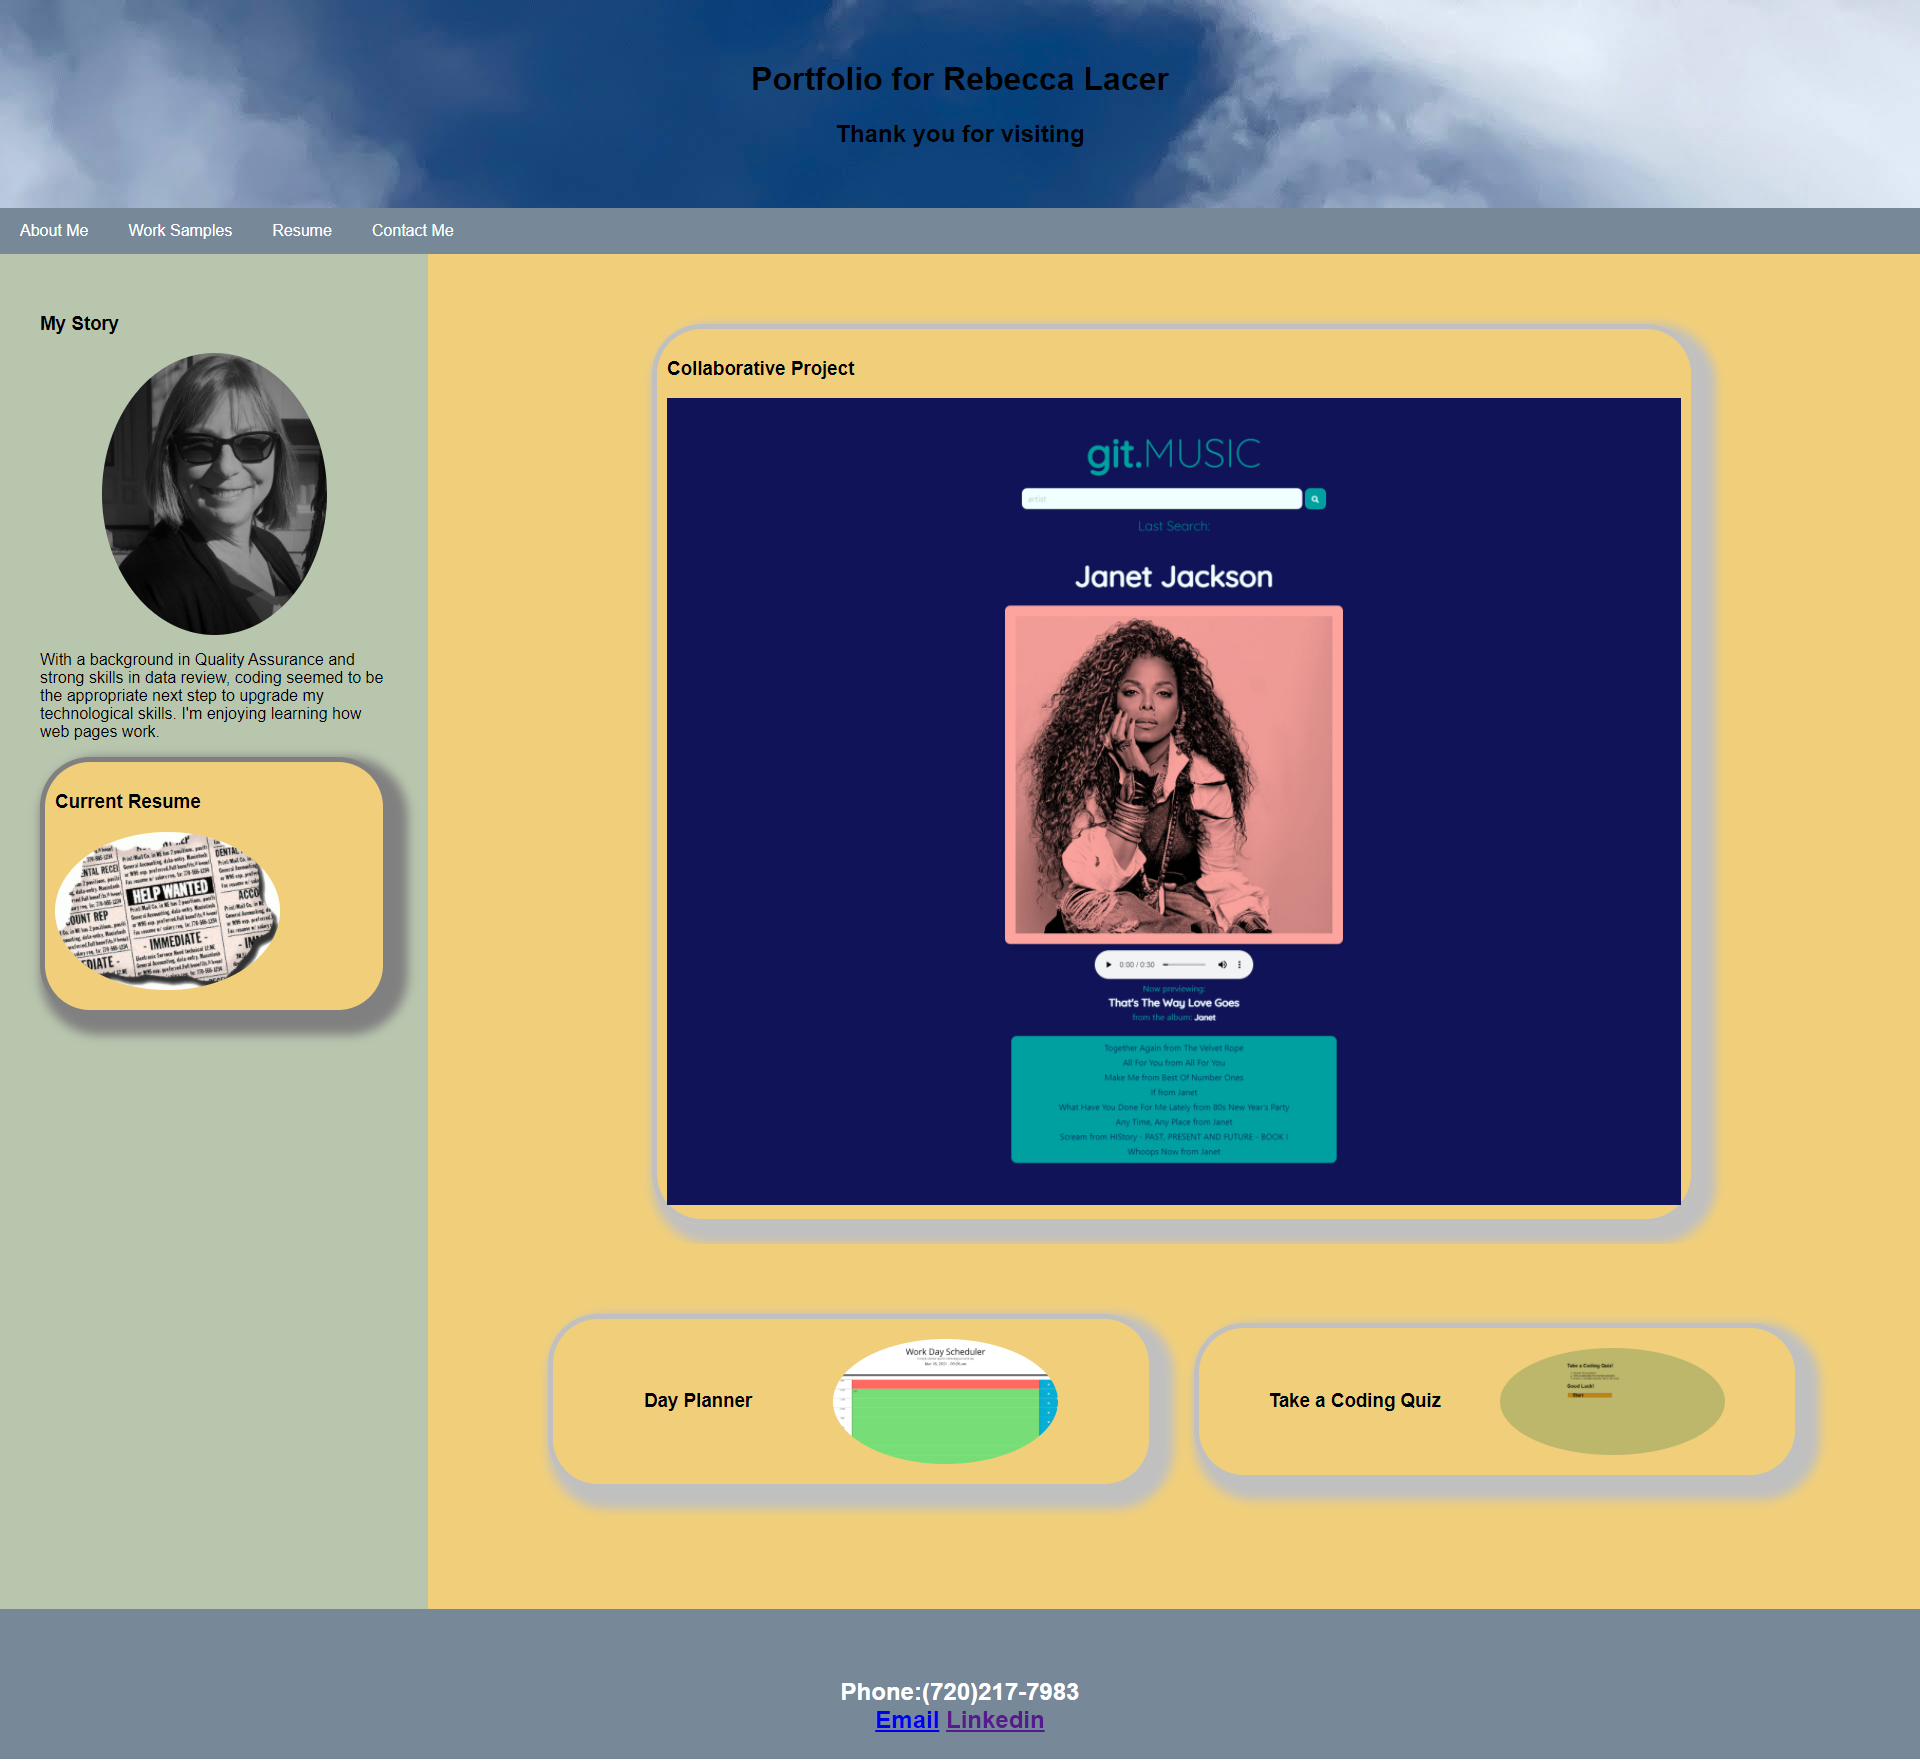 Portfolio for Rebecca Lacer
Thank you for visiting
About Me
Work Samples
Resume
Contact Me
My Story
With a background in Quality Assurance and
strong skills in data review, coding seemed to be
the appropriate next step to upgrade my
technological skills. I'm enjoying learning how
web pages work.
Current Resume
HELP WANTED
- IMMEDIATE -
Collaborative Project
git.MUSIC
artist
Last Search:
Janet Jackson
0:00 / 0:30
Now previewing:
That's The Way Love Goes
from the album: Janet
Together Again from The Velvet Rope
All For You from All For You
Make Me from Best Of Number Ones
If from Janet
What Have You Done For Me Lately from 80s New Year's Party
Any Time, Any Place from Janet
Scream from HIStory - PAST, PRESENT AND FUTURE - BOOK I
Whoops Now from Janet
Day Planner
Work Day Scheduler
Take a Coding Quiz
Take a Coding Quiz!
Good Luck!
Start
Phone:(720)217-7983
Email Linkedin